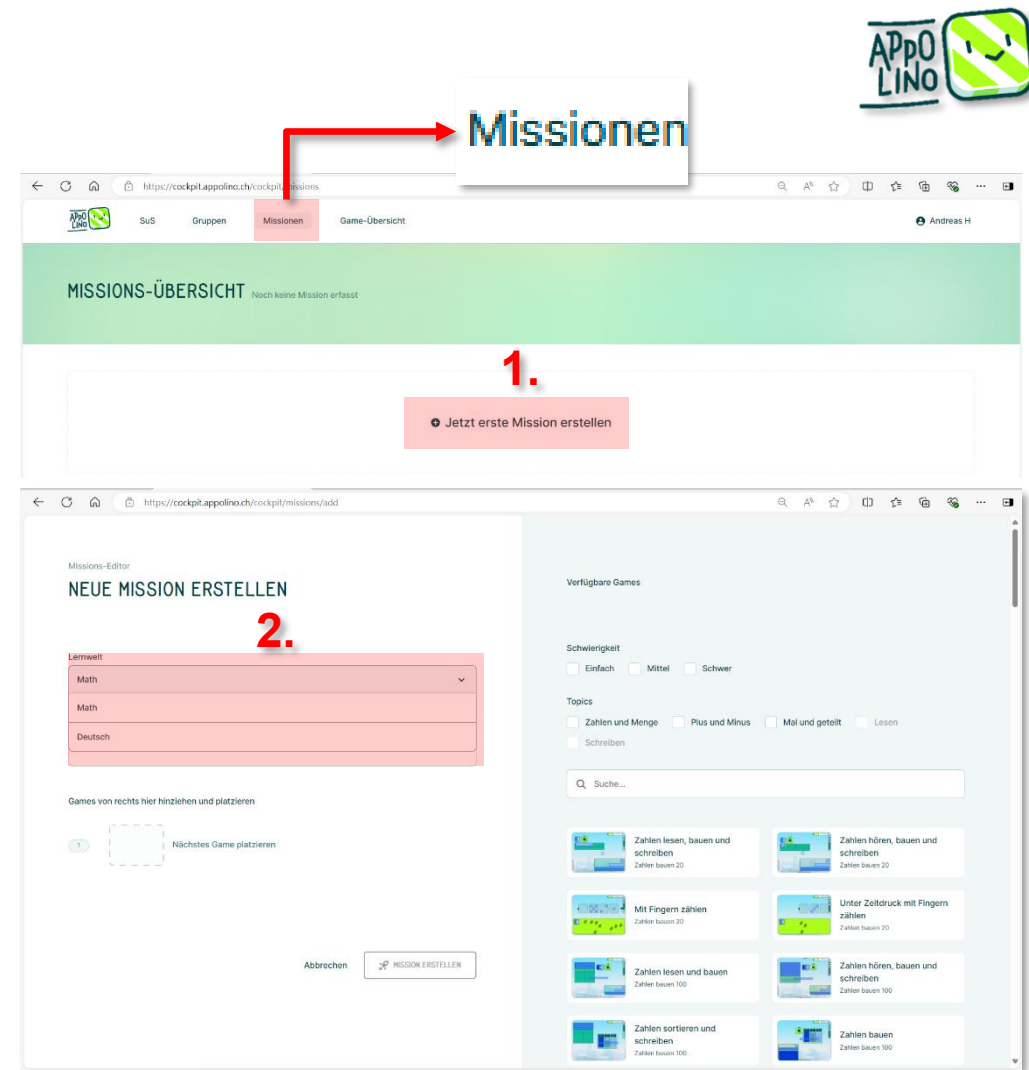 APPO
LINO
Missionen
https://cockpit.appolino.ch/cockpit/missions
APPO
LINO
SuS Gruppen Missionen Game-Übersicht Andreas H
MISSIONS-ÜBERSICHT Noch keine Mission erfasst
1.
Jetzt erste Mission erstellen
https://cockpit.appolino.ch/cockpit/missions/add
Missions-Editor
NEUE MISSION ERSTELLEN
2.
Lernwelt
Math
Math
Deutsch
Games von rechts hier hinziehen und platzieren
1 Nächstes Game platzieren
Abbrechen MISSION ERSTELLEN
Verfügbare Games
Schwierigkeit
Einfach Mittel Schwer
Topics
Zahlen und Menge Plus und Minus Mal und geteilt Lesen
Schreiben
Suche...
Zahlen lesen, bauen und
schreiben
Zahlen bauen 20
Zahlen hören, bauen und
schreiben
Zahlen bauen 20
Mit Fingern zählen
Zahlen bauen 20
Unter Zeitdruck mit Fingern
zählen
Zahlen bauen 20
Zahlen lesen und bauen
Zahlen bauen 100
Zahlen hören, bauen und
schreiben
Zahlen bauen 100
Zahlen sortieren und
schreiben
Zahlen bauen 100
Zahlen bauen
Zahlen bauen 100